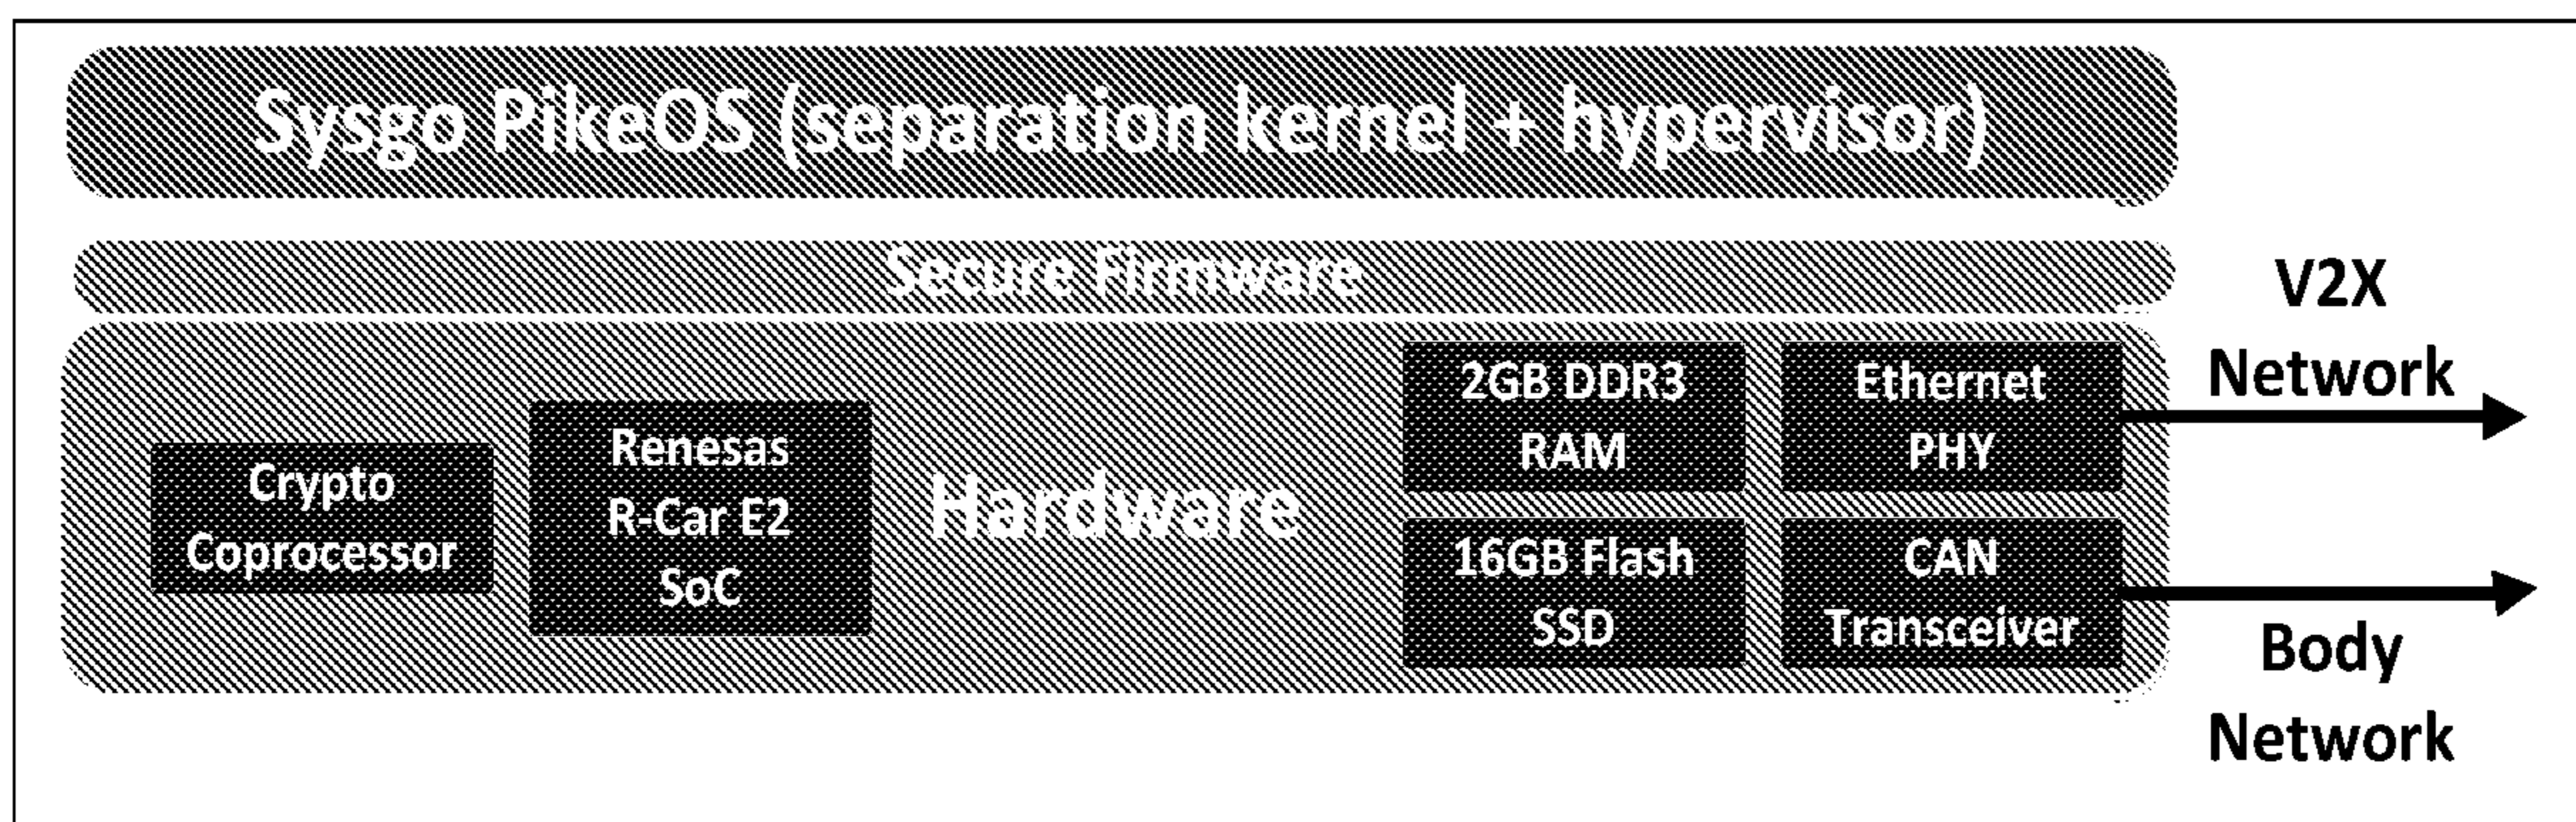 Sysgo PikeOS (separation kernel + hypervisor)
Secure Firmware
Hardware
Crypto
Coprocessor
Renesas
R-Car E2
SoC
2GB DDR3
RAM
16GB Flash
SSD
Ethernet
PHY
CAN
Transceiver
V2X
Network
Body
Network